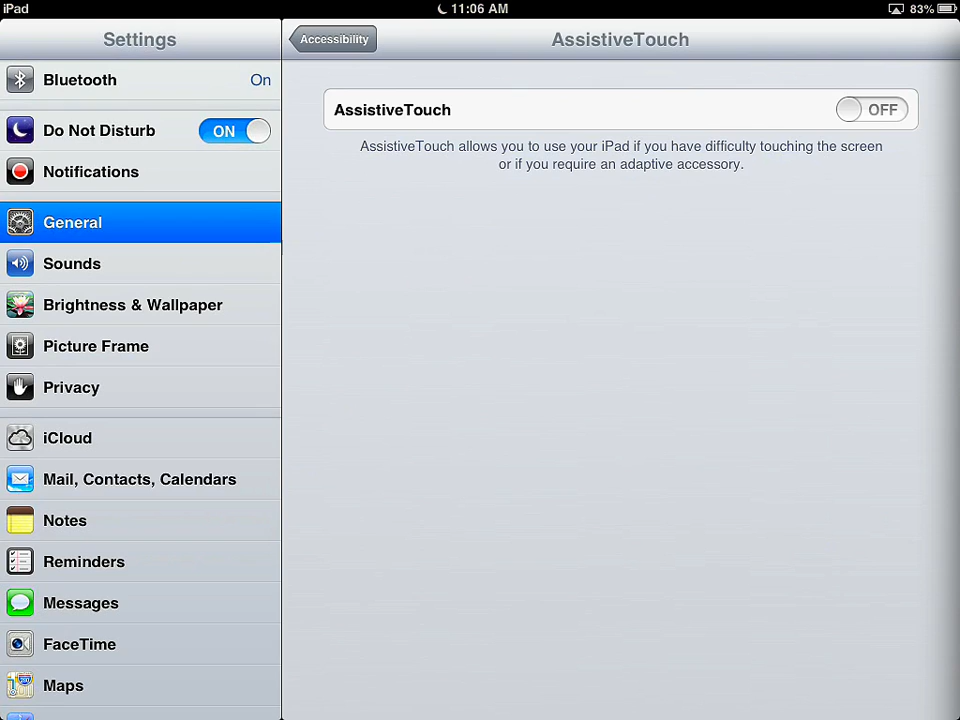 iPad
11:06 AM
83%
Settings
Accessibility
AssistiveTouch
Bluetooth
On
Do Not Disturb
ON
Notifications
General
Sounds
Brightness & Wallpaper
Picture Frame
Privacy
iCloud
Mail, Contacts, Calendars
Notes
Reminders
Messages
FaceTime
Maps
AssistiveTouch
OFF
AssistiveTouch allows you to use your iPad if you have difficulty touching the screen
or if you require an adaptive accessory.